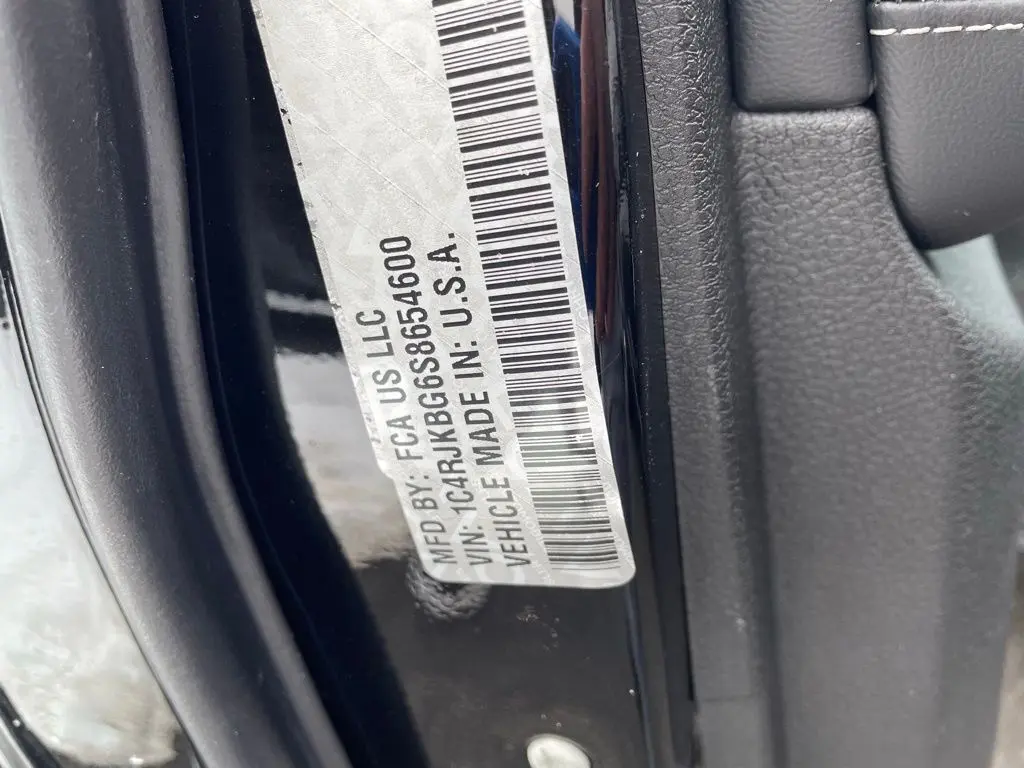 MFD BY: FCA US LLC
VIN: 1C4RJKBG6S8654600
VEHICLE MADE IN: U.S.A.